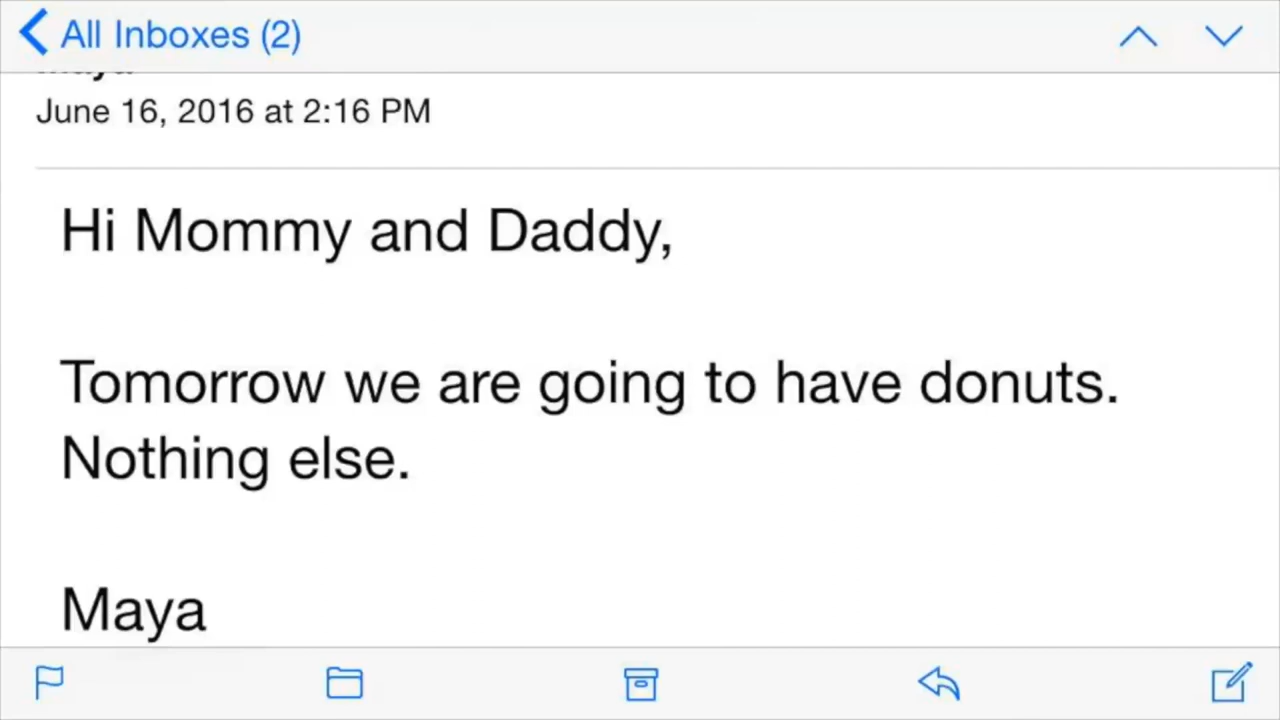 All Inboxes (2)
June 16, 2016 at 2:16 PM
Hi Mommy and Daddy,
Tomorrow we are going to have donuts.
Nothing else.
Maya